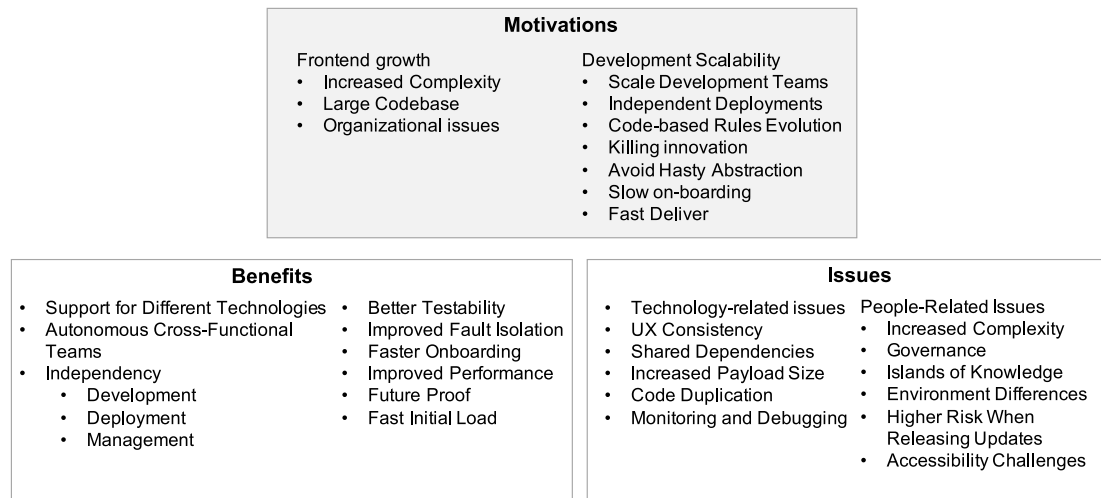 Motivations
Frontend growth
• Increased Complexity
• Large Codebase
• Organizational issues
Development Scalability
• Scale Development Teams
• Independent Deployments
• Code-based Rules Evolution
• Killing innovation
• Avoid Hasty Abstraction
• Slow on-boarding
• Fast Deliver
Benefits
• Support for Different Technologies
• Autonomous Cross-Functional
Teams
• Independency
• Development
• Deployment
• Management
• Better Testability
• Improved Fault Isolation
• Faster Onboarding
• Improved Performance
• Future Proof
• Fast Initial Load
Issues
• Technology-related issues
• UX Consistency
• Shared Dependencies
• Increased Payload Size
• Code Duplication
• Monitoring and Debugging
People-Related Issues
• Increased Complexity
• Governance
• Islands of Knowledge
• Environment Differences
• Higher Risk When
Releasing Updates
• Accessibility Challenges